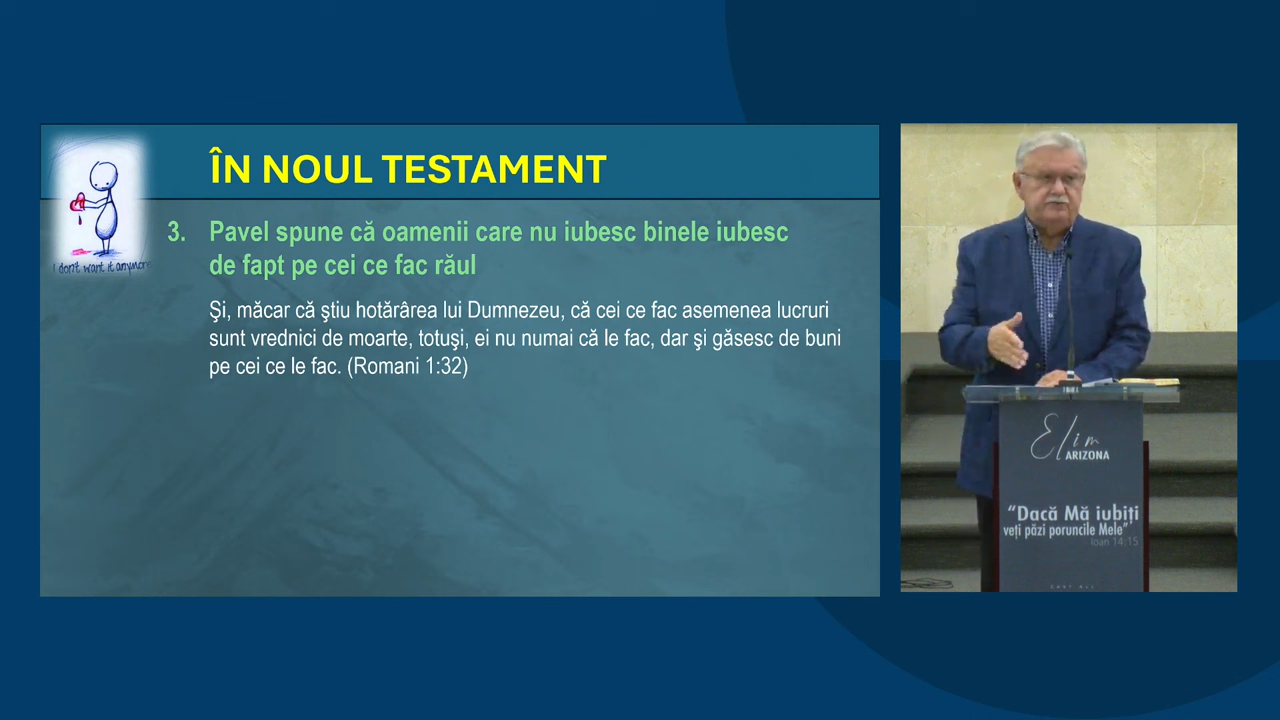 ÎN NOUL TESTAMENT
I don't want it anymore
3. Pavel spune că oamenii care nu iubesc binele iubesc
de fapt pe cei ce fac răul
Şi, măcar că ştiu hotărârea lui Dumnezeu, că cei ce fac asemenea lucruri
sunt vrednici de moarte, totuşi, ei nu numai că le fac, dar şi găsesc de buni
pe cei ce le fac. (Romani 1:32)
Elim
ARIZONA
“Dacă Mă iubiți
veți păzi poruncile Mele”
Ioan 14:15